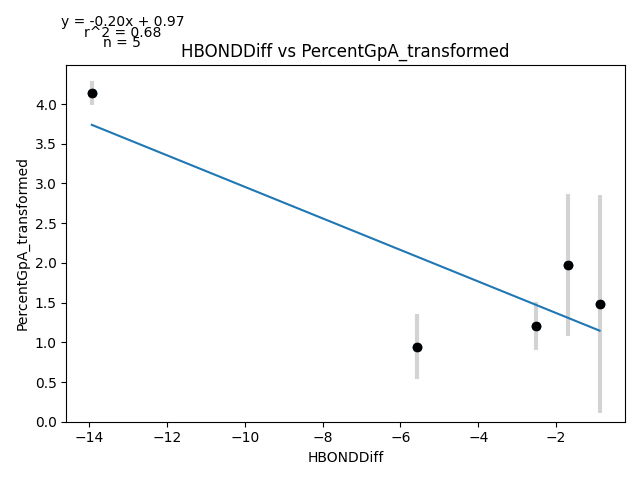 y = -0.20x + 0.97
r^2 = 0.68
n = 5
HBONDDiff vs PercentGpA_transformed
PercentGpA_transformed
4.0
3.5
3.0
2.5
2.0
1.5
1.0
0.5
0.0
−14 −12 −10 −8 −6 −4 −2
HBONDDiff